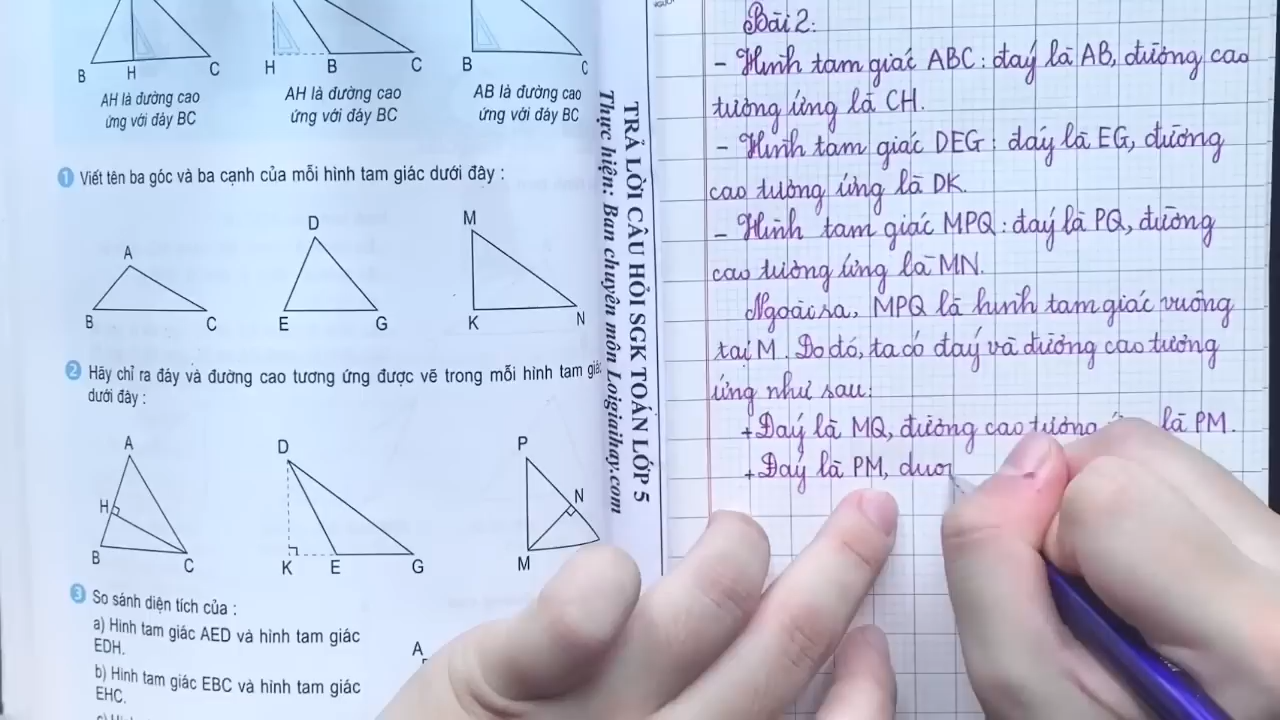 B
H
C
H
B
C
B
C
AH là đường cao
ứng với đáy BC
AH là đường cao
ứng với đáy BC
AB là đường cao
ứng với đáy BC
1 Viết tên ba góc và ba cạnh của mỗi hình tam giác dưới đây :
A
B
C
D
E
G
M
K
N
2 Hãy chỉ ra đáy và đường cao tương ứng được vẽ trong mỗi hình tam giác
dưới đây :
A
H
B
C
D
K
E
G
P
N
M
3 So sánh diện tích của :
a) Hình tam giác AED và hình tam giác
EDH.
b) Hình tam giác EBC và hình tam giác
EHC.
A
TRẢ LỜI CÂU HỎI SGK TOÁN LỚP 5
Thực hiện: Ban chuyên môn Loigiaihay.com
Bài 2:
- Hình tam giác ABC: đáy là AB, đường cao
tương ứng là CH.
- Hình tam giác DEG: đáy là EG, đường
cao tương ứng là DK.
- Hình tam giác MPQ: đáy là PQ, đường
cao tương ứng là MN.
Ngoài ra, MPQ là hình tam giác vuông
tại M. Do đó, ta có đáy và đường cao tương
ứng như sau:
+ Đáy là MQ, đường cao tương là PM.
+ Đáy là PM, đươn